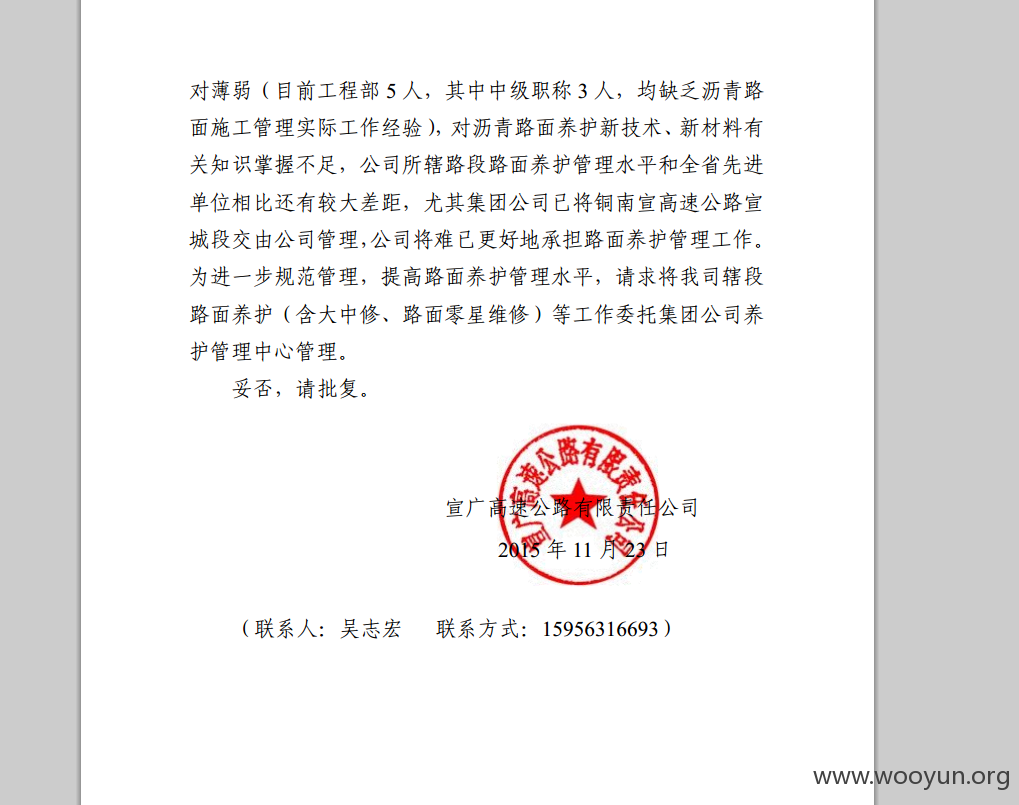 对薄弱（目前工程部 5 人，其中中级职称 3 人，均缺乏沥青路
面施工管理实际工作经验），对沥青路面养护新技术、新材料有
关知识掌握不足，公司所辖路段路面养护管理水平和全省先进
单位相比还有较大差距，尤其集团公司已将铜南宣高速公路宣
城段交由公司管理，公司将难已更好地承担路面养护管理工作。
为进一步规范管理，提高路面养护管理水平，请求将我司辖段
路面养护（含大中修、路面零星维修）等工作委托集团公司养
护管理中心管理。
妥否，请批复。
宣广高速公路有限责任公司
宣广高速公路有限责任公司
2015 年 11 月 23 日
（联系人：吴志宏 联系方式：15956316693）
www.wooyun.org